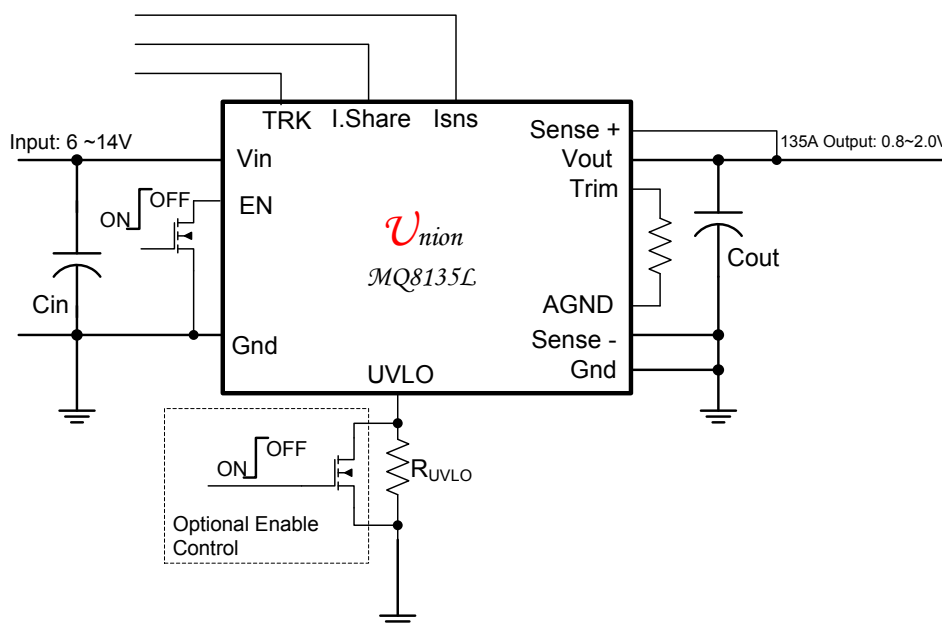 TRK I.Share Isns
Input: 6 ~14V
Vin
EN
ON OFF
Cin
Gnd
Union
MQ8135L
Sense +
Vout
135A Output: 0.8~2.0V
Trim
Cout
AGND
Sense -
Gnd
UVLO
ON OFF
RUVLO
Optional Enable
Control